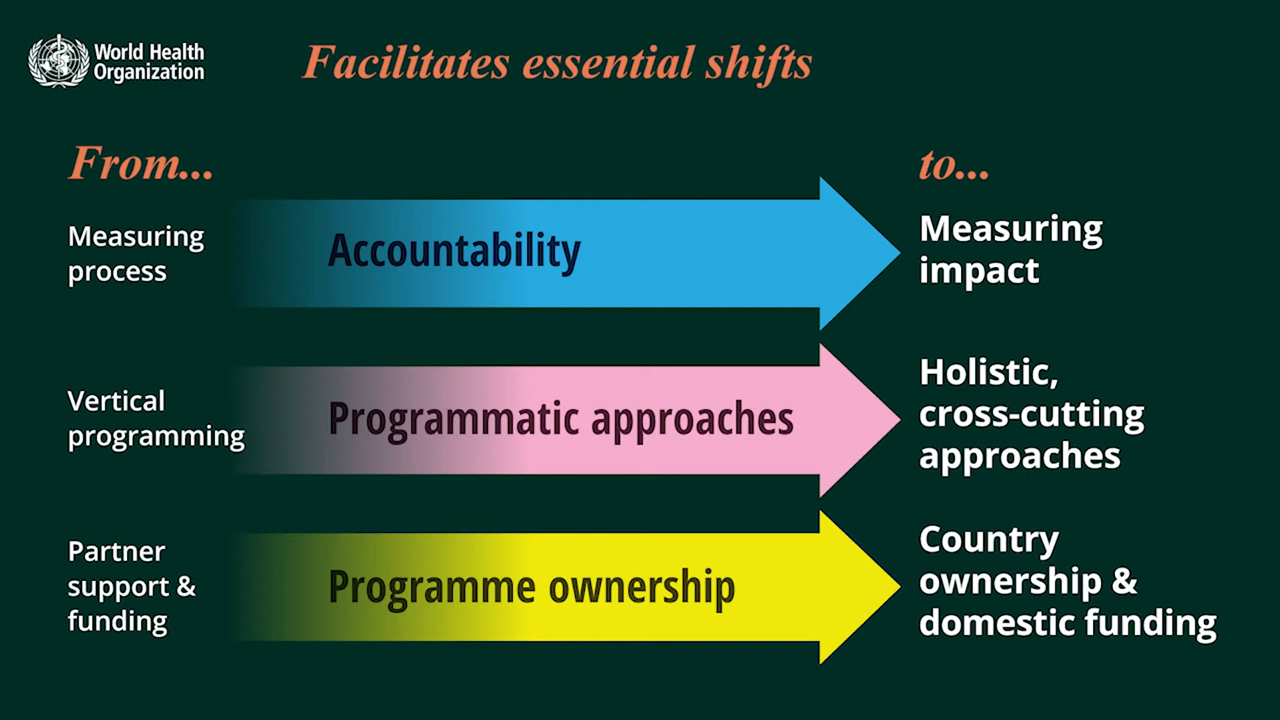 World Health
Organization
Facilitates essential shifts
From...
to...
Measuring
process
Accountability
Measuring
impact
Vertical
programming
Programmatic approaches
Holistic,
cross-cutting
approaches
Partner
support &
funding
Programme ownership
Country
ownership &
domestic funding